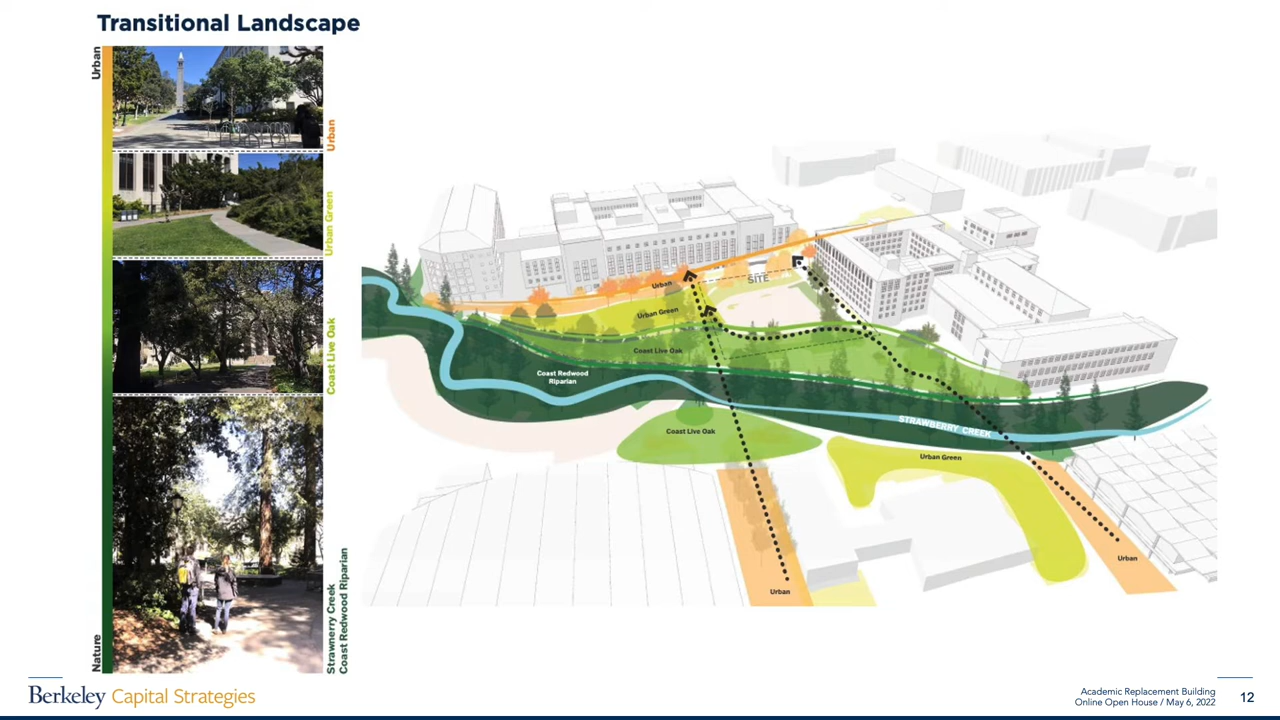 Transitional Landscape
Urban
Urban
Urban Green
Coast Live Oak
Strawnerry Creek
Coast Redwood Riparian
Nature
SITE
Urban
Urban Green
Coast Live Oak
Coast Redwood
Riparian
STRAWBERRY CREEK
Coast Live Oak
Urban Green
Urban
Urban
Berkeley Capital Strategies
Academic Replacement Building
Online Open House / May 6, 2022
12